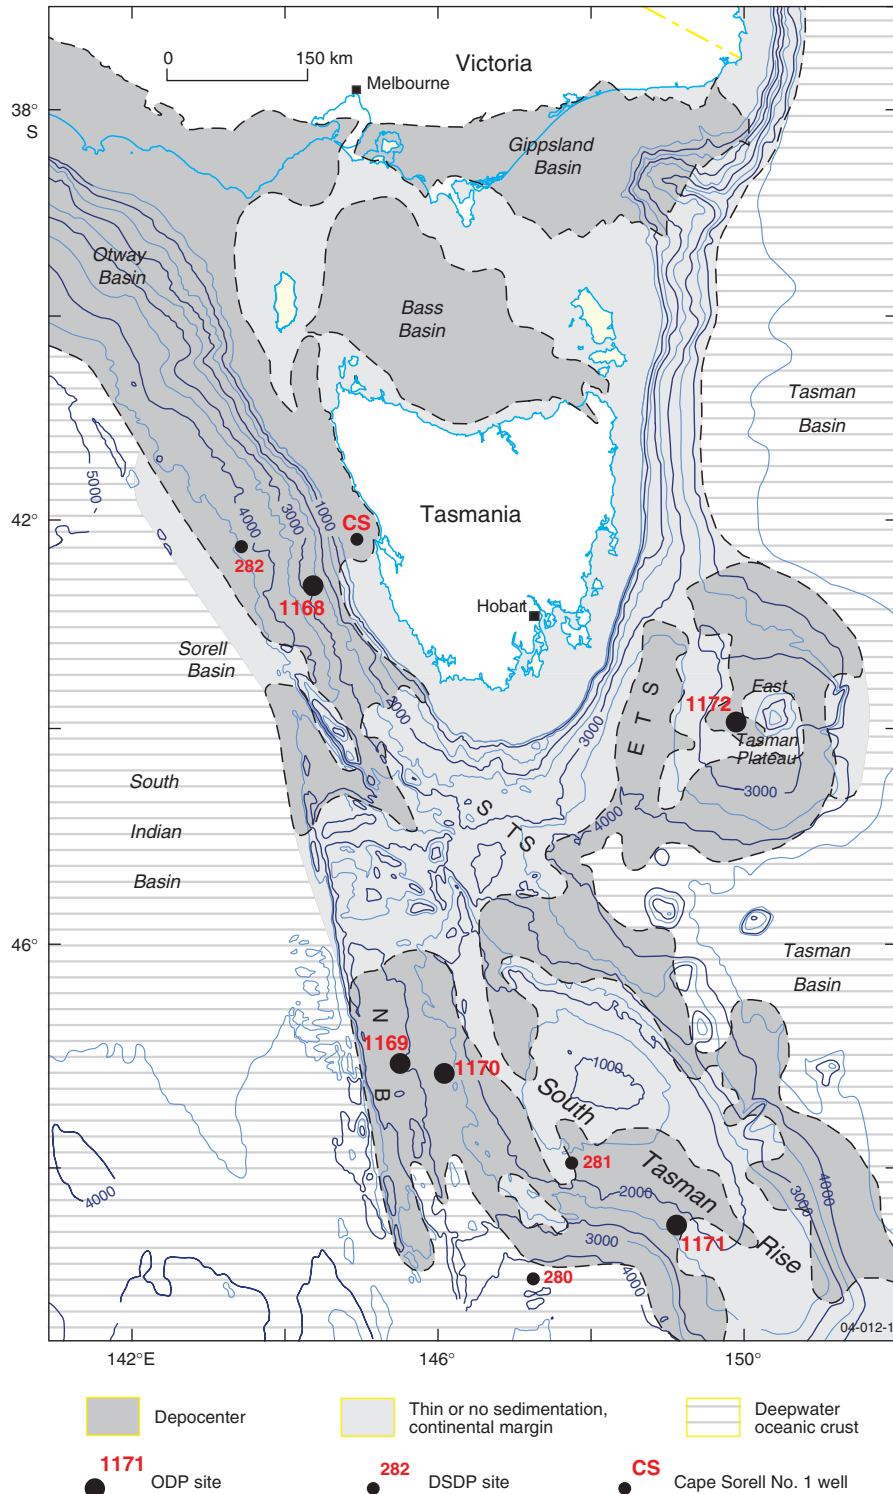 0 150 km
Victoria
Melbourne
38°
S
Gippsland
Basin
Otway
Basin
Bass
Basin
Tasman
Basin
5000
4000
3000
1000
42°
CS
Tasmania
282
1168
Hobart
Sorell
Basin
2000
3000
1172
East
Tasman
Plateau
E T S
3000
South
Indian
Basin
S T S
4000
46°
Tasman
Basin
N
B
1169
1170
1000
South
Tasman
Rise
281
2000
4000
3000
4000
1171
3000
280
4000
04-012-1
142°E 146° 150°
Depocenter
Thin or no sedimentation,
continental margin
Deepwater
oceanic crust
1171 ODP site
282 DSDP site
CS Cape Sorell No. 1 well